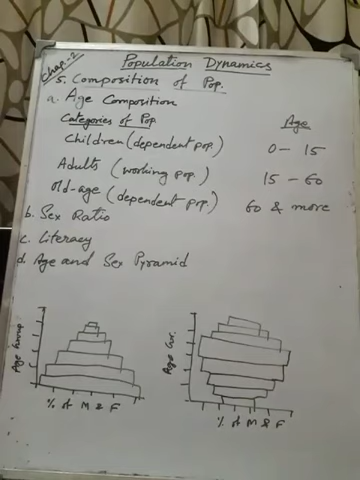 Chap-2
Population Dynamics
5. Composition of Pop.
a. Age Composition
Categories of Pop Age
Children (dependent pop.) 0 - 15
Adults (working pop.) 15 - 60
Old-age (dependent pop.) 60 & more
b. Sex Ratio
c. Literacy
d. Age and Sex Pyramid
Age Group
% of M & F
Age Gr.
% of M & F